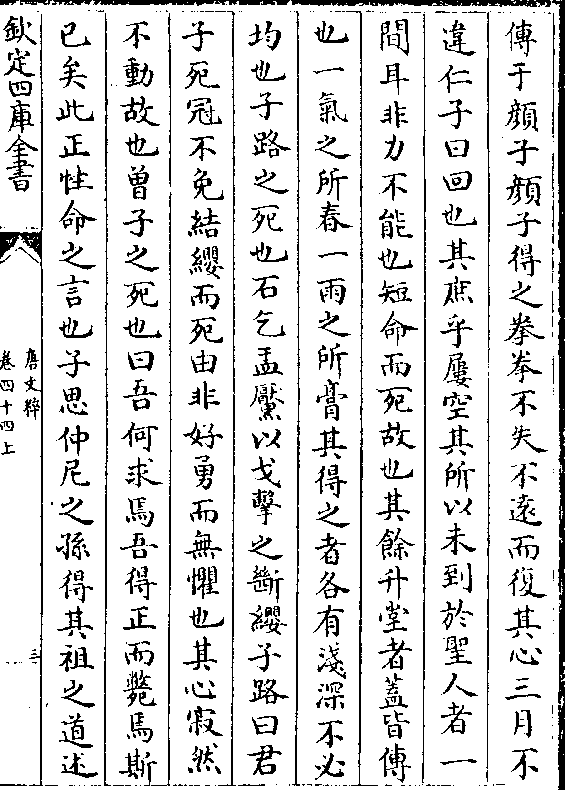 傳于顔子顔子得之拳拳不失不逺而復其心三月不
違仁子曰回也其庶乎屢空其所以未到於聖人者一
間耳非力不能也短命而死故也其餘升堂者蓋皆傳
也一氣之所春一雨之所膏其得之者各有淺深不必
均也子路之死也石乞孟黶以戈擊之斷纓子路曰君
子死冠不免結纓而死由非好勇而無懼也其心寂然
不動故也曽子之死也曰吾何求焉吾得正而斃焉斯
已矣此正性命之言也子思仲尼之孫得其祖之道述
欽定四庫全書
唐文粹
卷四十四上
三